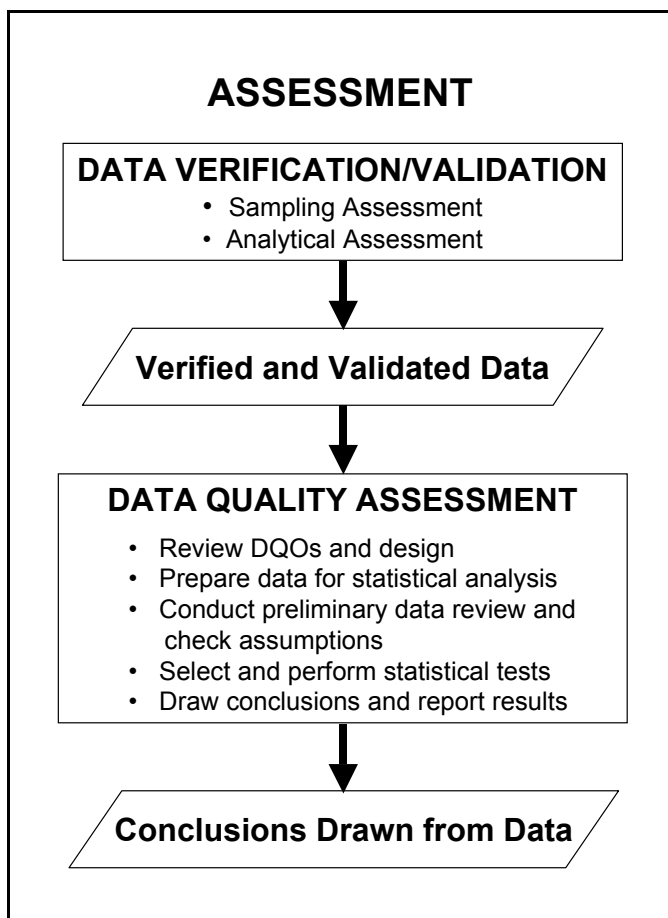 ASSESSMENT
DATA VERIFICATION/VALIDATION
• Sampling Assessment
• Analytical Assessment
Verified and Validated Data
DATA QUALITY ASSESSMENT
• Review DQOs and design
• Prepare data for statistical analysis
• Conduct preliminary data review and
check assumptions
• Select and perform statistical tests
• Draw conclusions and report results
Conclusions Drawn from Data